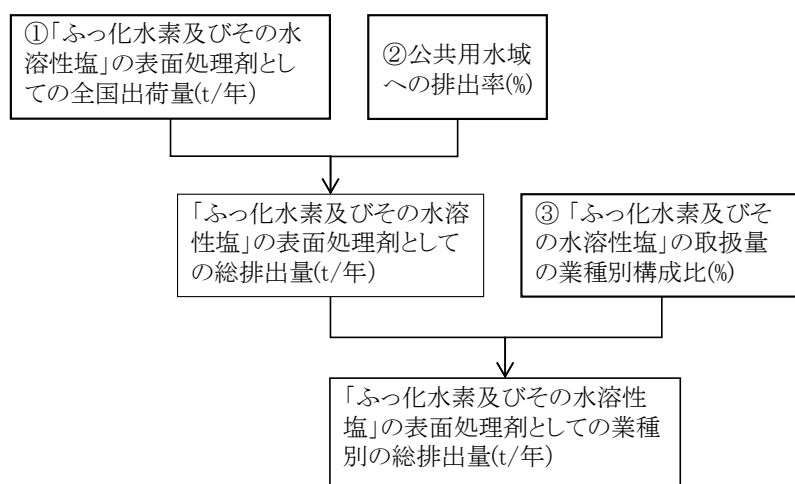 ①「ふっ化水素及びその水
溶性塩」の表面処理剤とし
ての全国出荷量(t/年)
②公共用水域
への排出率(%)
「ふっ化水素及びその水溶
性塩」の表面処理剤として
の総排出量(t/年)
③「ふっ化水素及びそ
の水溶性塩」の取扱量
の業種別構成比(%)
「ふっ化水素及びその水溶性
塩」の表面処理剤としての業種
別の総排出量(t/年)